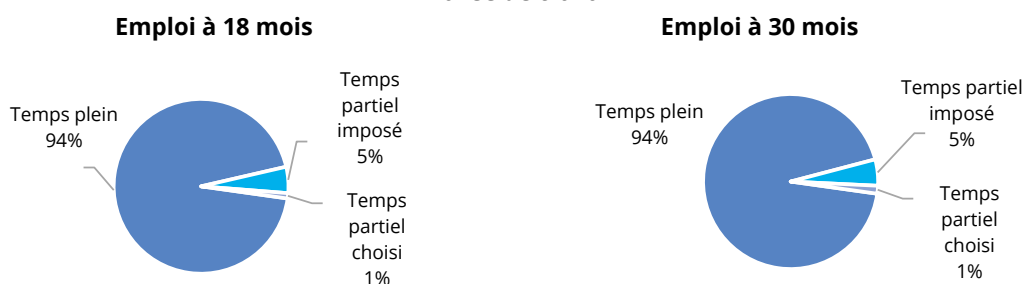 Emploi à 18 mois
Temps plein
94%
Temps
partiel
imposé
5%
Temps
partiel
choisi
1%
Emploi à 30 mois
Temps plein
94%
Temps partiel
imposé
5%
Temps
partiel
choisi
1%